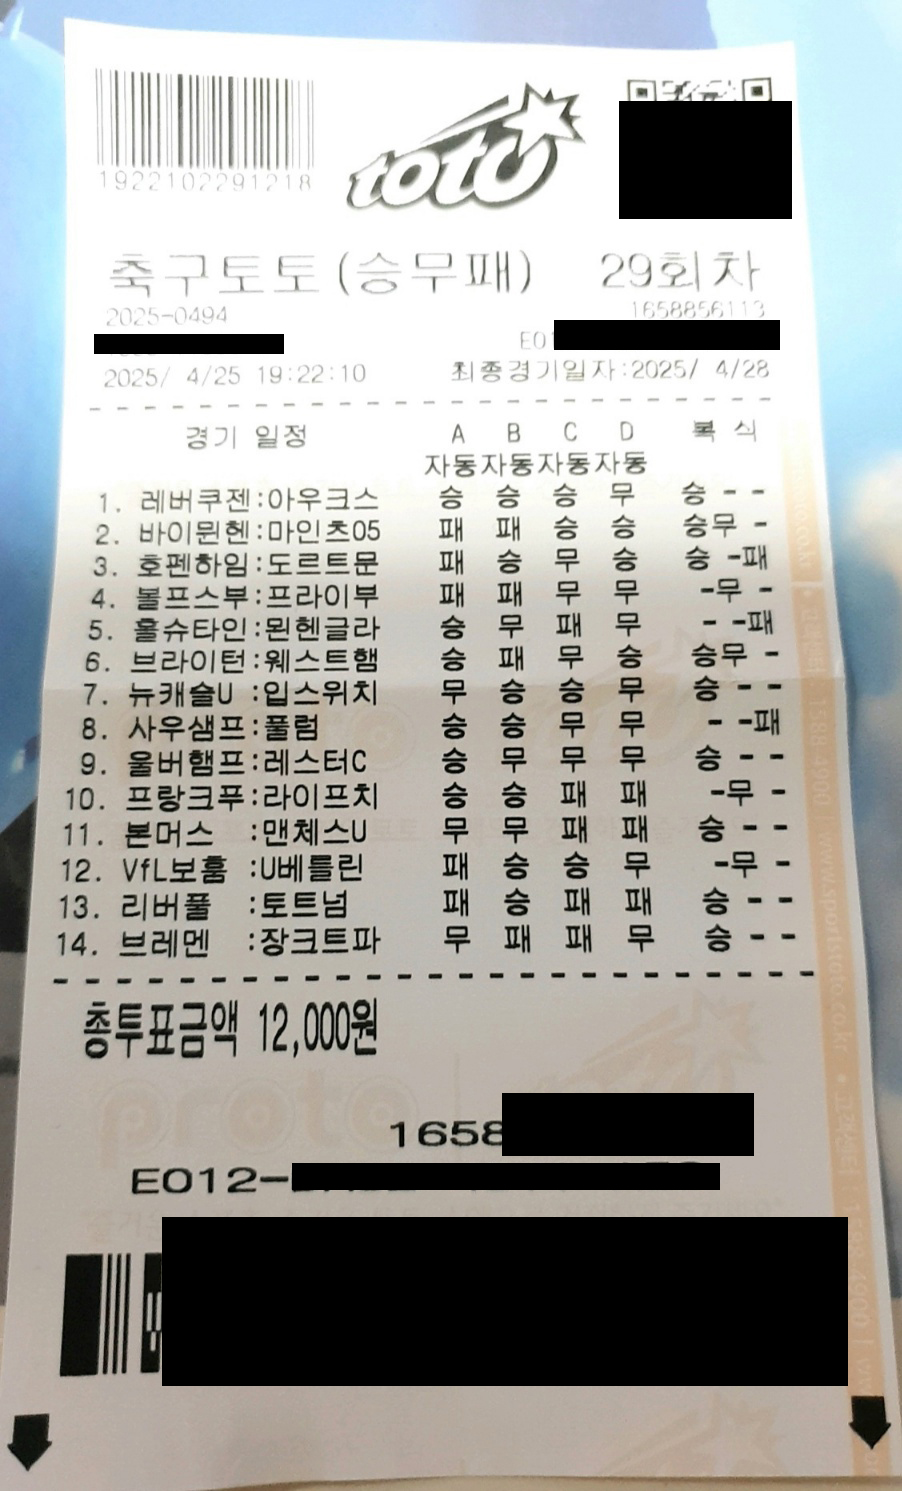 1922102291218
toto
축구토토(승무패) 29회차
2025-0494 1658856113
E01
2025/ 4/25 19:22:10 최종경기일자:2025/ 4/28
경기 일정 A B C D 복 식
자동 자동 자동 자동
1. 레버쿠젠:아우크스 승 승 승 무 승 - -
2. 바이뮌헨:마인츠05 패 패 승 승 승무 -
3. 호펜하임:도르트문 패 승 무 승 승 -패
4. 볼프스부:프라이부 패 패 무 무 -무 -
5. 홀슈타인:묀헨글라 승 무 패 무 - -패
6. 브라이턴:웨스트햄 승 패 무 승 승무 -
7. 뉴캐슬U :입스위치 무 승 승 무 승 - -
8. 사우샘프:풀럼 승 승 무 무 - -패
9. 울버햄프:레스터C 승 무 무 무 승 - -
10. 프랑크푸:라이프치 승 승 패 패 -무 -
11. 본머스 :맨체스U 무 무 패 패 승 - -
12. VfL보훔 :U베를린 패 승 승 무 -무 -
13. 리버풀 :토트넘 패 승 패 패 승 - -
14. 브레멘 :장크트파 무 패 패 무 승 - -
총투표금액 12,000원
proto
1658
E012-
1588-4900 | www.sportstoto.co.kr • 고객센터